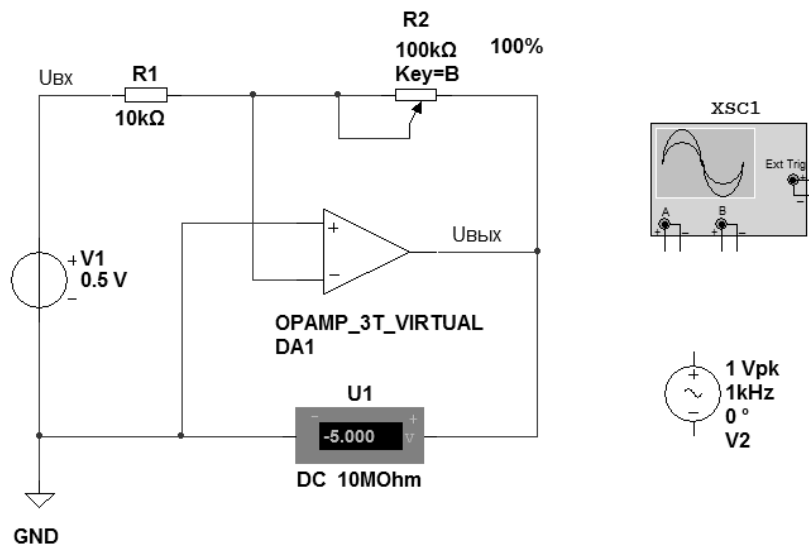 R2
100kΩ 100%
Key=B
Uвх
R1
10kΩ
XSC1
Ext Trig
+
−
A
B
+ − + −
+
−
Uвых
+ V1
0.5 V
−
OPAMP_3T_VIRTUAL
DA1
U1
− +
-5.000 V
DC 10MOhm
GND
+
−
1 Vpk
1kHz
0 °
V2